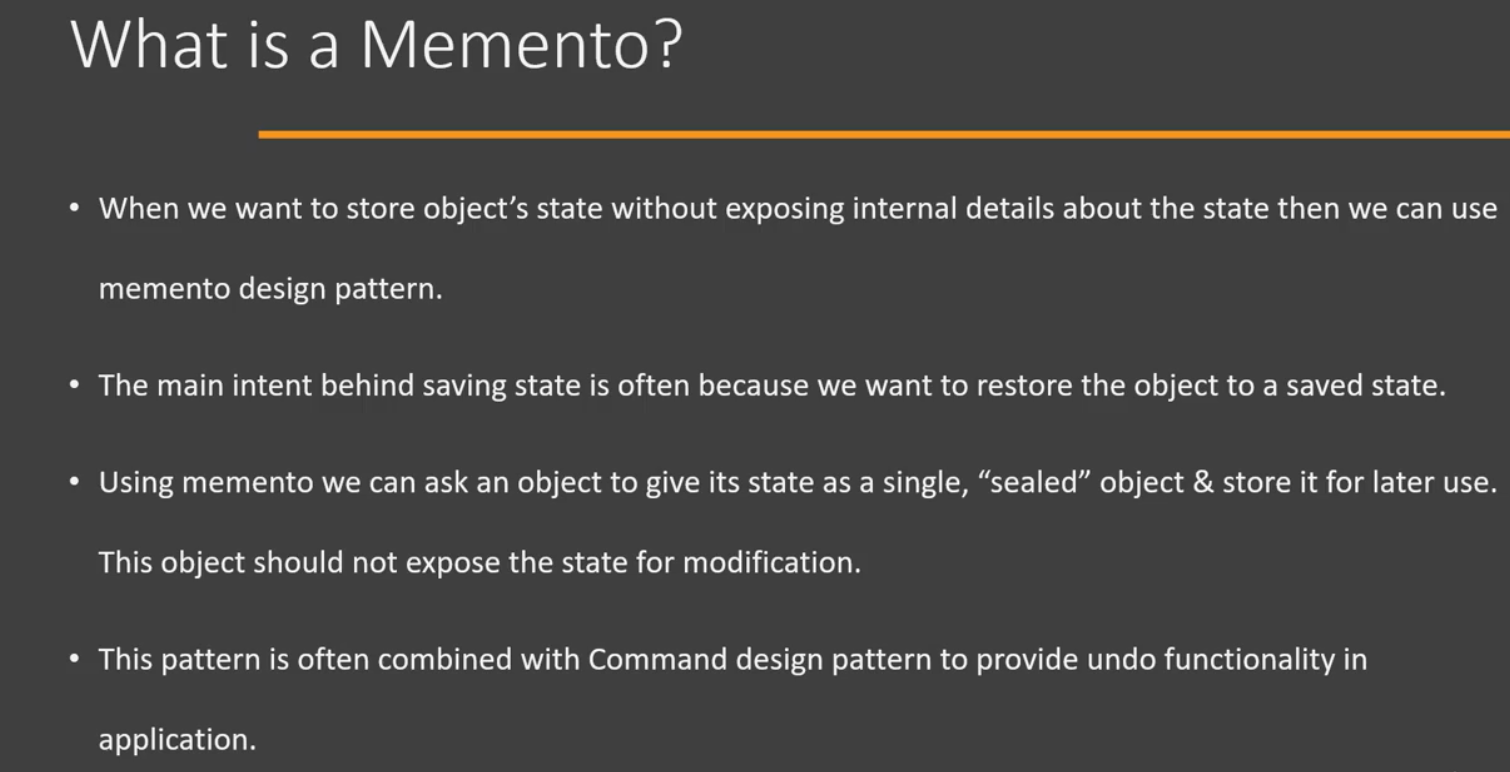 What is a Memento?
• When we want to store object’s state without exposing internal details about the state then we can use
memento design pattern.
• The main intent behind saving state is often because we want to restore the object to a saved state.
• Using memento we can ask an object to give its state as a single, “sealed” object & store it for later use.
This object should not expose the state for modification.
• This pattern is often combined with Command design pattern to provide undo functionality in
application.